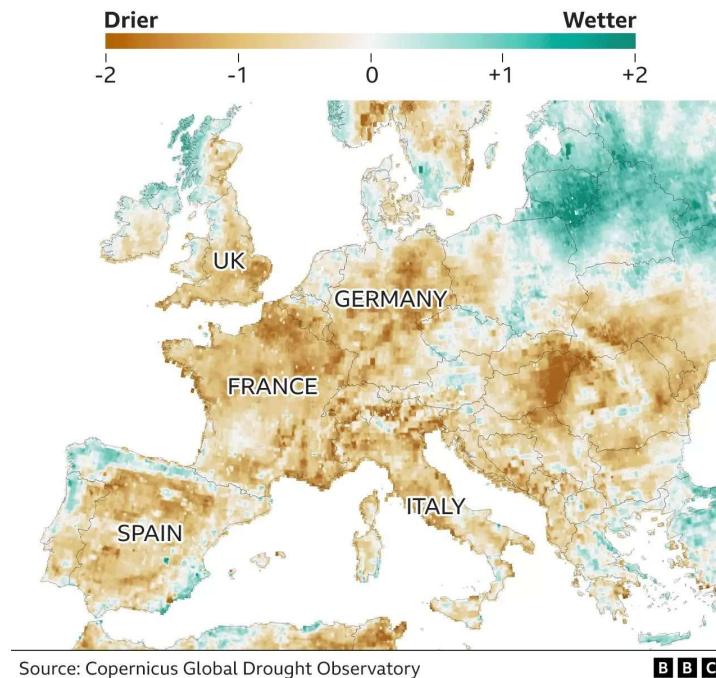 Drier Wetter
-2 -1 0 +1 +2
UK
GERMANY
FRANCE
ITALY
SPAIN
Source: Copernicus Global Drought Observatory BBC